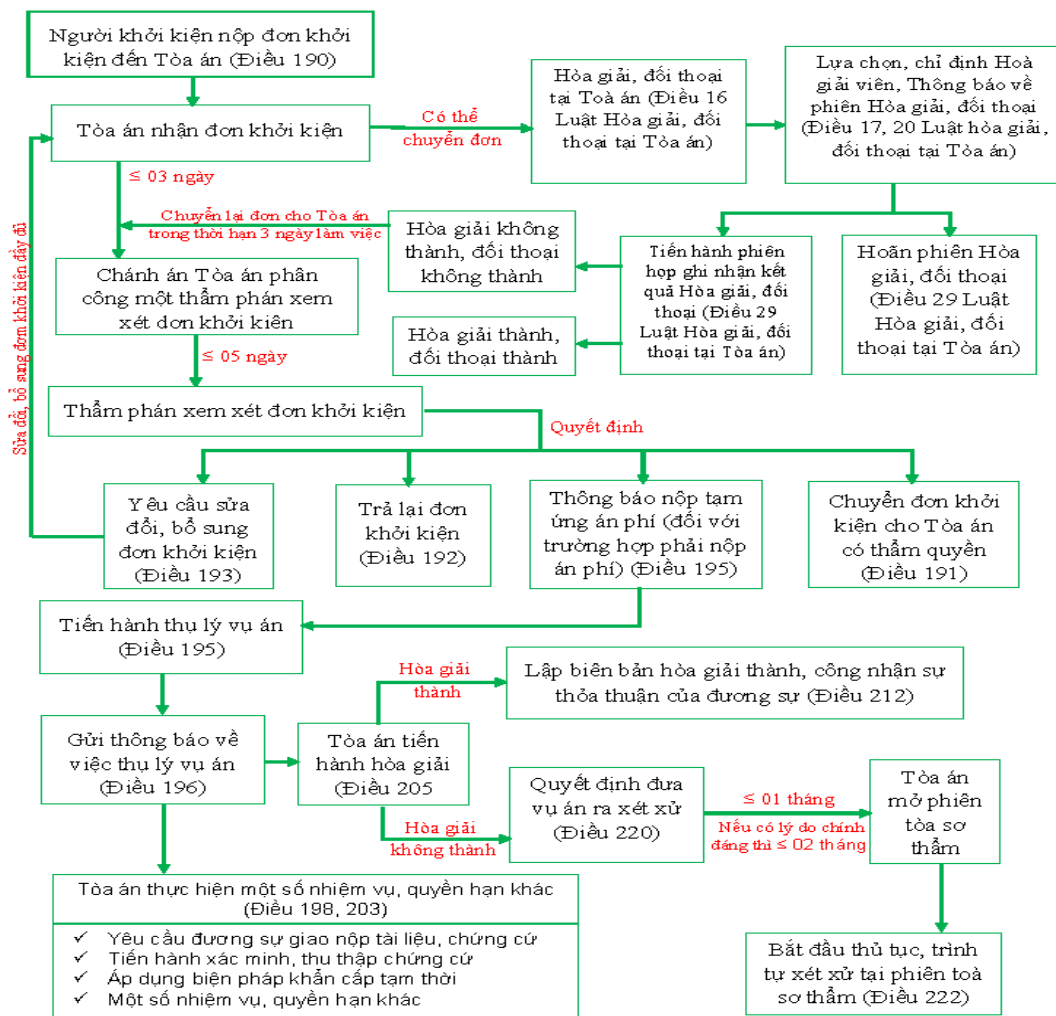 Người khởi kiện nộp đơn khởi
kiện đến Tòa án (Điều 190)
Tòa án nhận đơn khởi kiện
Có thể
chuyển đơn
Hòa giải, đối thoại
tại Toà án (Điều 16
Luật Hòa giải, đối
thoại tại Tòa án)
Lựa chọn, chỉ định Hoà
giải viên, Thông báo về
phiên Hòa giải, đối thoại
(Điều 17, 20 Luật hòa giải,
đối thoại tại Tòa án)
≤ 03 ngày
Chuyển lại đơn cho Tòa án
trong thời hạn 3 ngày làm việc
Hòa giải không
thành, đối thoại
không thành
Tiến hành phiên
họp ghi nhận kết
quả Hòa giải, đối
thoại (Điều 29
Luật Hòa giải, đối
thoại tại Tòa án)
Hoãn phiên Hòa
giải, đối thoại
(Điều 29 Luật
Hòa giải, đối
thoại tại Tòa án)
Chánh án Tòa án phân
công một thẩm phán xem
xét đơn khởi kiên
Hòa giải thành,
đối thoại thành
≤ 05 ngày
Sửa đổi, bổ sung đơm khởi kiện đầy đủ
Thẩm phán xem xét đơn khởi kiện
Quyết định
Yêu cầu sửa
đổi, bổ sung
đơn khởi kiện
(Điều 193)
Trả lại đơn
khởi kiện
(Điều 192)
Thông báo nộp tạm
ứng án phí (đối với
trường hợp phải nộp
án phí) (Điều 195)
Chuyển đơn khởi
kiện cho Tòa án
có thẩm quyền
(Điều 191)
Tiến hành thụ lý vụ án
(Điều 195)
Hòa giải
thành
Lập biên bản hòa giải thành, công nhận sự
thỏa thuận của đương sự (Điều 212)
Gửi thông báo về
việc thụ lý vụ án
(Điều 196)
Tòa án tiến
hành hòa giải
(Điều 205
Hòa giải
không thành
Quyết định đưa
vụ án ra xét xử
(Điều 220)
≤ 01 tháng
Nếu có lý do chính
đáng thì ≤ 02 tháng
Tòa án
mở phiên
tòa sơ
thẩm
Tòa án thực hiện một số nhiệm vụ, quyền hạn khác
(Điều 198, 203)
✓ Yêu cầu đương sự giao nộp tài liệu, chứng cứ
✓ Tiến hành xác minh, thu thập chứng cứ
✓ Áp dụng biện pháp khẩn cấp tạm thời
✓ Một số nhiệm vụ, quyền hạn khác
Bắt đầu thủ tục, trình
tự xét xử tại phiên toà
sơ thẩm (Điều 222)